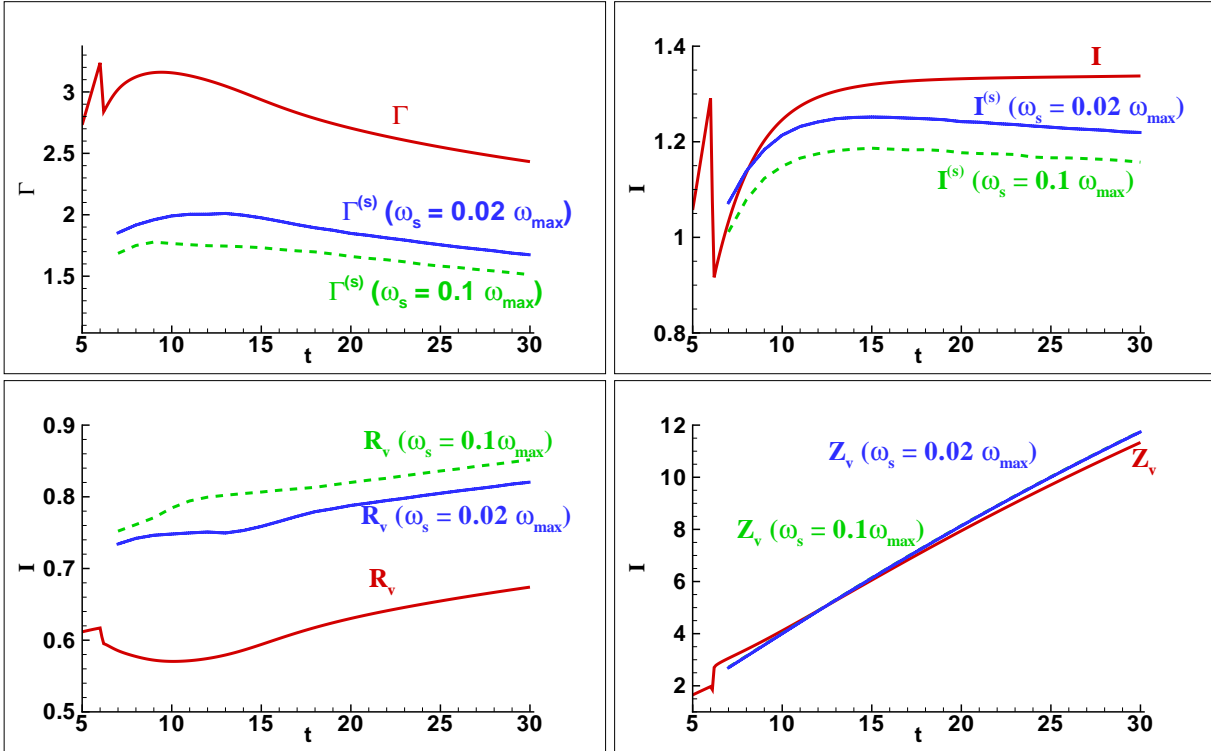 3
2.5
2
1.5
Γ
Γ
Γ(s) (ωs = 0.02 ωmax)
Γ(s) (ωs = 0.1 ωmax)
5 10 15 20 25 30
t
1.4
1.2
1
0.8
I
I
I(s) (ωs = 0.02 ωmax)
I(s) (ωs = 0.1 ωmax)
5 10 15 20 25 30
t
0.9
0.8
0.7
0.6
0.5
I
Rv (ωs = 0.1ωmax)
Rv (ωs = 0.02 ωmax)
Rv
5 10 15 20 25 30
t
12
10
8
6
4
2
I
Zv (ωs = 0.02 ωmax)
Zv
Zv (ωs = 0.1ωmax)
5 10 15 20 25 30
t